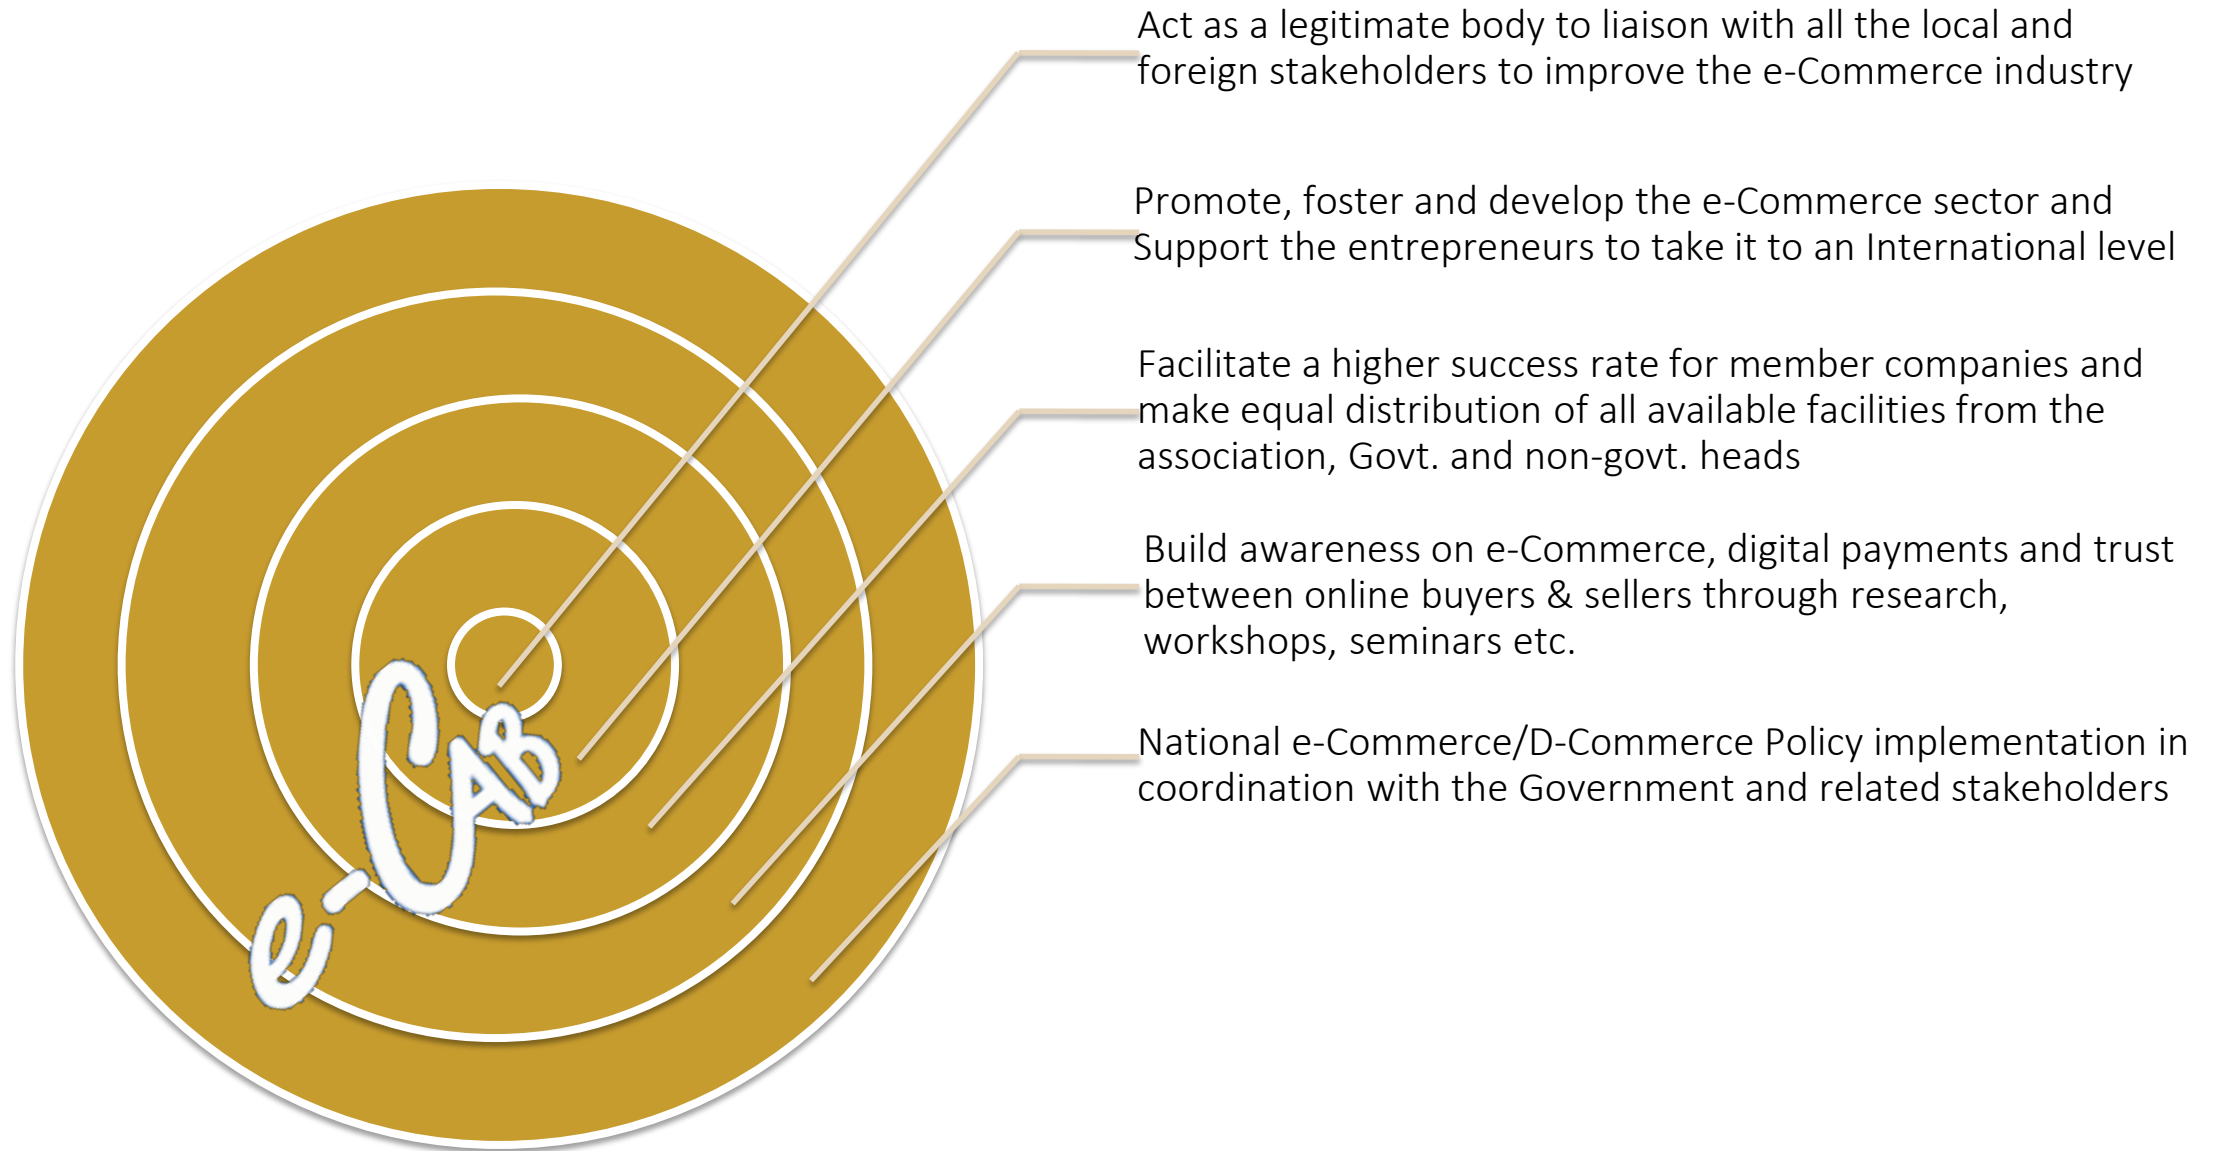 Act as a legitimate body to liaison with all the local and
foreign stakeholders to improve the e-Commerce industry
Promote, foster and develop the e-Commerce sector and
Support the entrepreneurs to take it to an International level
Facilitate a higher success rate for member companies and
make equal distribution of all available facilities from the
association, Govt. and non-govt. heads
Build awareness on e-Commerce, digital payments and trust
between online buyers & sellers through research,
workshops, seminars etc.
National e-Commerce/D-Commerce Policy implementation in
coordination with the Government and related stakeholders
e-CAB